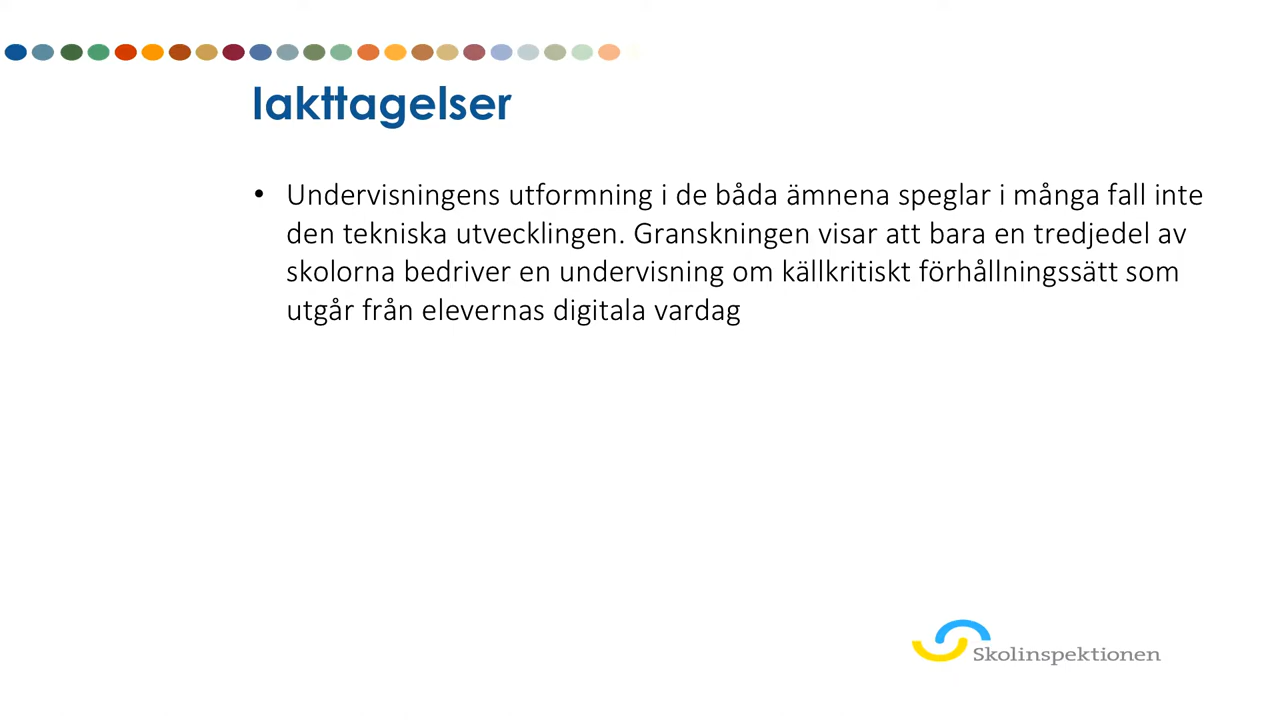 Iakttagelser
• Undervisningens utformning i de båda ämnena speglar i många fall inte
den tekniska utvecklingen. Granskningen visar att bara en tredjedel av
skolorna bedriver en undervisning om källkritiskt förhållningssätt som
utgår från elevernas digitala vardag
Skolinspektionen